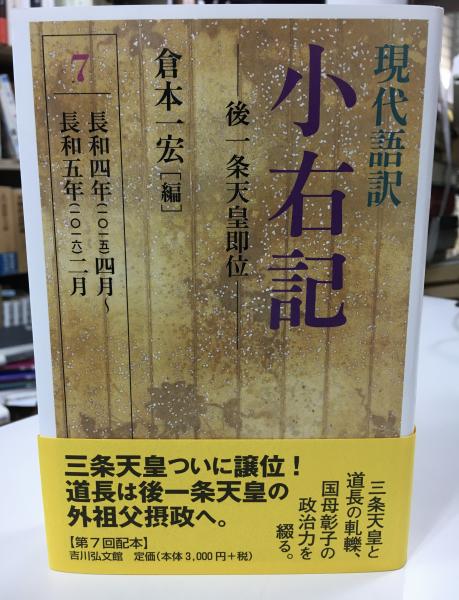 現代語訳
小右記
後一条天皇即位
倉本一宏[編]
7
長和四年(一〇一五)四月〜
長和五年(一〇一六)二月
三条天皇ついに譲位!
道長は後一条天皇の
外祖父摂政へ。
【第7回配本】
吉川弘文館 定価(本体3,000円+税)
三条天皇と
道長の軋轢、
国母彰子の
政治力を
綴る。